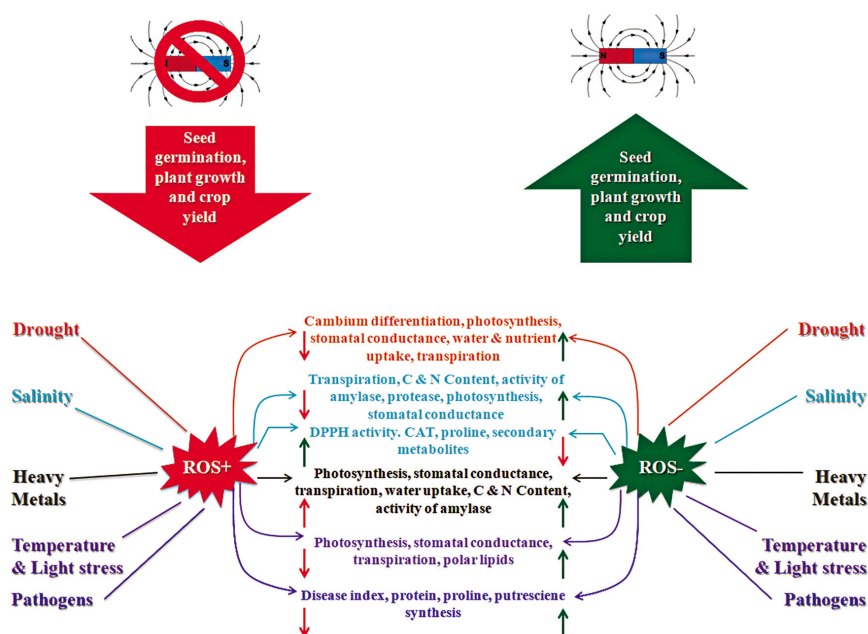 S
N
S
Seed
germination,
plant growth
and crop
yield
Seed
germination,
plant growth
and crop
yield
Drought
Salinity
Heavy
Metals
Temperature
& Light stress
Pathogens
ROS+
Cambium differentiation, photosynthesis,
stomatal conductance, water & nutrient
uptake, transpiration
Transpiration, C & N Content, activity of
amylase, protease, photosynthesis,
stomatal conductance
DPPH activity. CAT, proline, secondary
metabolites
Photosynthesis, stomatal conductance,
transpiration, water uptake, C & N Content,
activity of amylase
Photosynthesis, stomatal conductance,
transpiration, polar lipids
Disease index, protein, proline, putresciene
synthesis
ROS-
Drought
Salinity
Heavy
Metals
Temperature
& Light stress
Pathogens